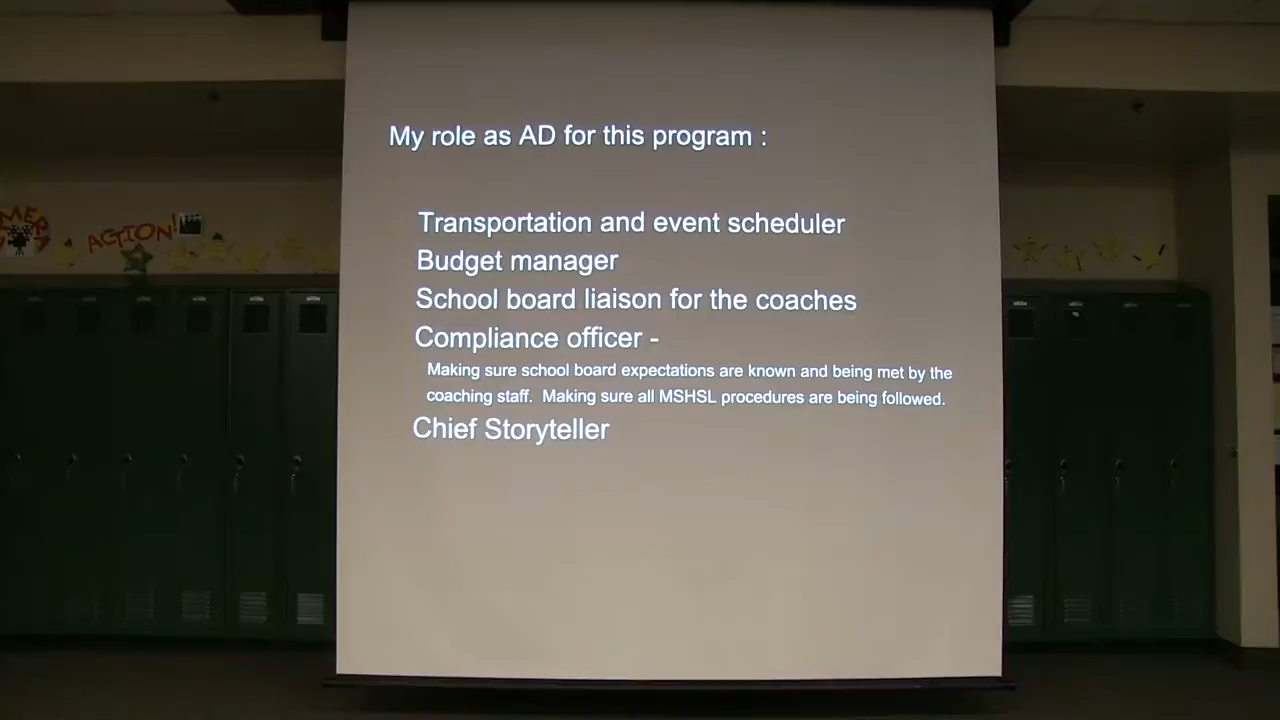 My role as AD for this program :
Transportation and event scheduler
Budget manager
School board liaison for the coaches
Compliance officer -
Making sure school board expectations are known and being met by the
coaching staff.  Making sure all MSHSL procedures are being followed.
Chief Storyteller
ACTION!